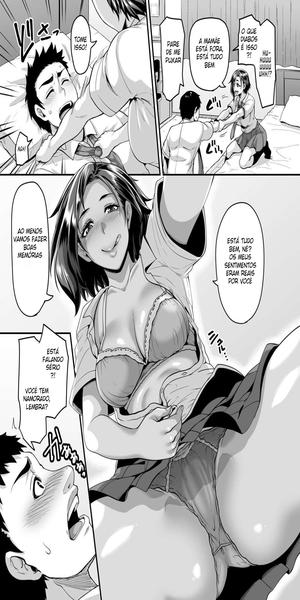 O QUE
DIABOS
É ISSO
?!
A MAMÃE
ESTÁ FORA,
ESTÁ TUDO
BEM
PARE DE
ME
PUXAR
TOME
ISSO!
NÃH!
ESTÁ TUDO
BEM, NÉ?
OS MEUS
SENTIMENTOS
ERAM REAIS
POR VOCÊ
AO MENOS
VAMOS FAZER
BOAS
MEMÓRIAS
ESTÁ
FALANDO
SÉRIO
?!
VOCÊ TEM
NAMORADO,
LEMBRA?